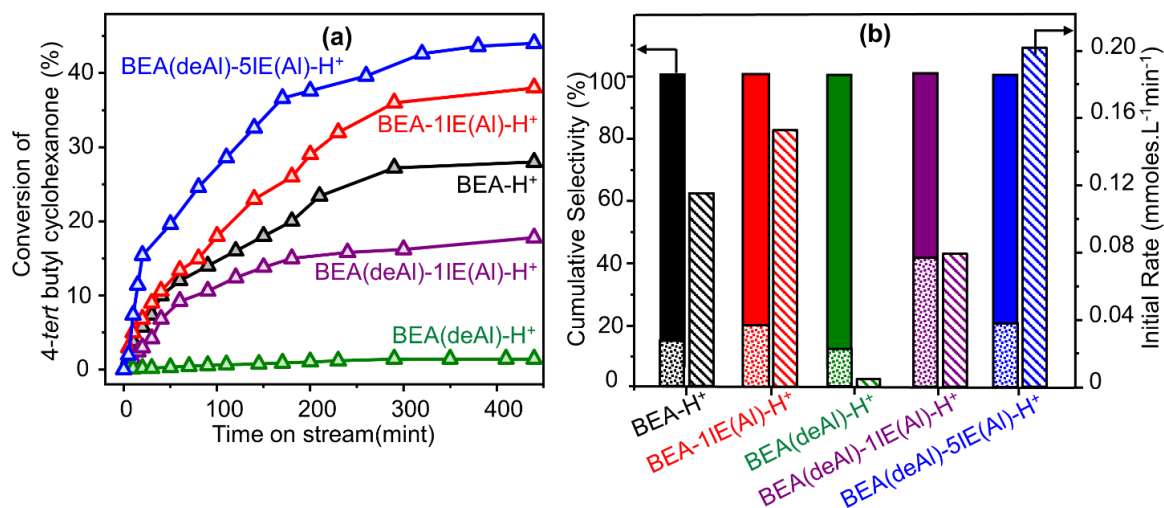 (a)
Conversion of
4-tert butyl cyclohexanone (%)
40
30
20
10
0
BEA(deAl)-5IE(Al)-H+
BEA-1IE(Al)-H+
BEA-H+
BEA(deAl)-1IE(Al)-H+
BEA(deAl)-H+
0 100 200 300 400
Time on stream(mint)
(b)
Cumulative Selectivity (%)
100
80
60
40
20
0
0.20
0.16
0.12
0.08
0.04
0
Initial Rate (mmoles.L-1min-1)
BEA-H+
BEA-1IE(Al)-H+
BEA(deAl)-H+
BEA(deAl)-1IE(Al)-H+
BEA(deAl)-5IE(Al)-H+